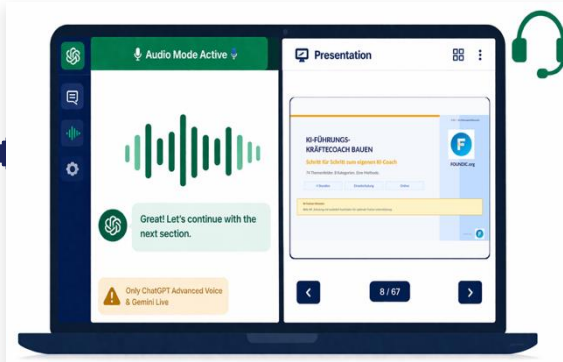 Audio Mode Active
Great! Let's continue with the
next section.
Only ChatGPT Advanced Voice
& Gemini Live
Presentation
KI-FÜHRUNGS-
KRÄFTECOACH BAUEN
Schritt für Schritt zum eigenen KI-Coach
F
FOUNDIC.org
8 / 67